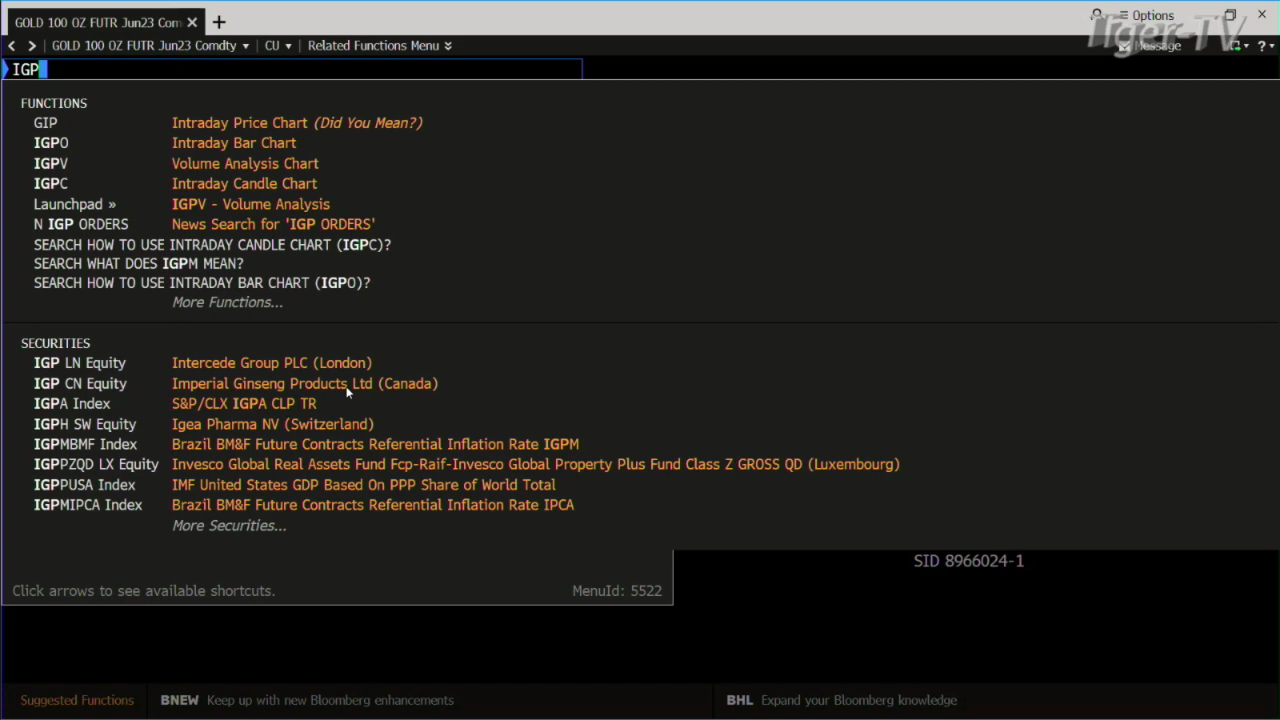 GOLD 100 OZ FUTR Jun23 Com
Options
GOLD 100 OZ FUTR Jun23 Comdty
CU
Related Functions Menu
Tiger-TV
Message
?
IGP
FUNCTIONS
GIP Intraday Price Chart (Did You Mean?)
IGPO Intraday Bar Chart
IGPV Volume Analysis Chart
IGPC Intraday Candle Chart
Launchpad » IGPV - Volume Analysis
N IGP ORDERS News Search for 'IGP ORDERS'
SEARCH HOW TO USE INTRADAY CANDLE CHART (IGPC)?
SEARCH WHAT DOES IGPM MEAN?
SEARCH HOW TO USE INTRADAY BAR CHART (IGPO)?
More Functions...
SECURITIES
IGP LN Equity Intercede Group PLC (London)
IGP CN Equity Imperial Ginseng Products Ltd (Canada)
IGPA Index S&P/CLX IGPA CLP TR
IGPH SW Equity Igea Pharma NV (Switzerland)
IGPMBMF Index Brazil BM&F Future Contracts Referential Inflation Rate IGPM
IGPPZQD LX Equity Invesco Global Real Assets Fund Fcp-Raif-Invesco Global Property Plus Fund Class Z GROSS QD (Luxembourg)
IGPPUSA Index IMF United States GDP Based On PPP Share of World Total
IGPMIPCA Index Brazil BM&F Future Contracts Referential Inflation Rate IPCA
More Securities...
SID 8966024-1
Click arrows to see available shortcuts.
MenuId: 5522
Suggested Functions
BNEW Keep up with new Bloomberg enhancements
BHL Expand your Bloomberg knowledge